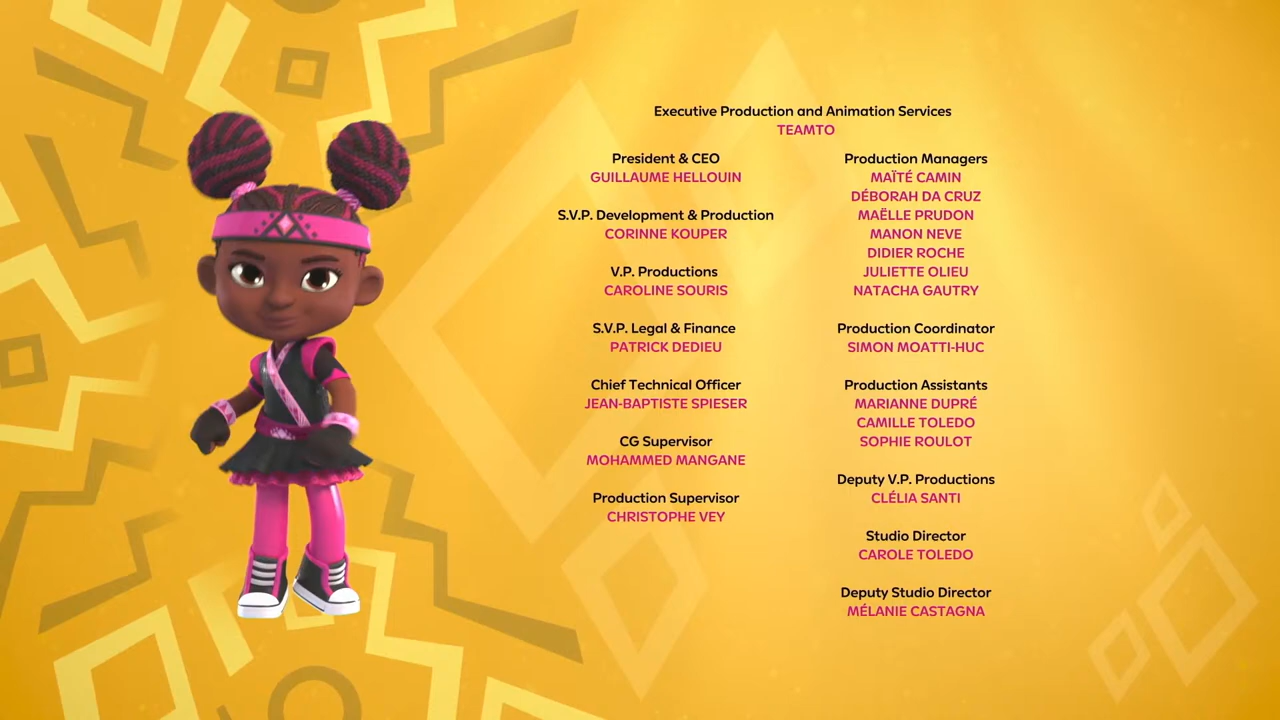 Executive Production and Animation Services
TEAMTO
President & CEO
GUILLAUME HELLOUIN
S.V.P. Development & Production
CORINNE KOUPER
V.P. Productions
CAROLINE SOURIS
S.V.P. Legal & Finance
PATRICK DEDIEU
Chief Technical Officer
JEAN-BAPTISTE SPIESER
CG Supervisor
MOHAMMED MANGANE
Production Supervisor
CHRISTOPHE VEY
Production Managers
MAÏTÉ CAMIN
DÉBORAH DA CRUZ
MAËLLE PRUDON
MANON NEVE
DIDIER ROCHE
JULIETTE OLIEU
NATACHA GAUTRY
Production Coordinator
SIMON MOATTI-HUC
Production Assistants
MARIANNE DUPRÉ
CAMILLE TOLEDO
SOPHIE ROULOT
Deputy V.P. Productions
CLÉLIA SANTI
Studio Director
CAROLE TOLEDO
Deputy Studio Director
MÉLANIE CASTAGNA